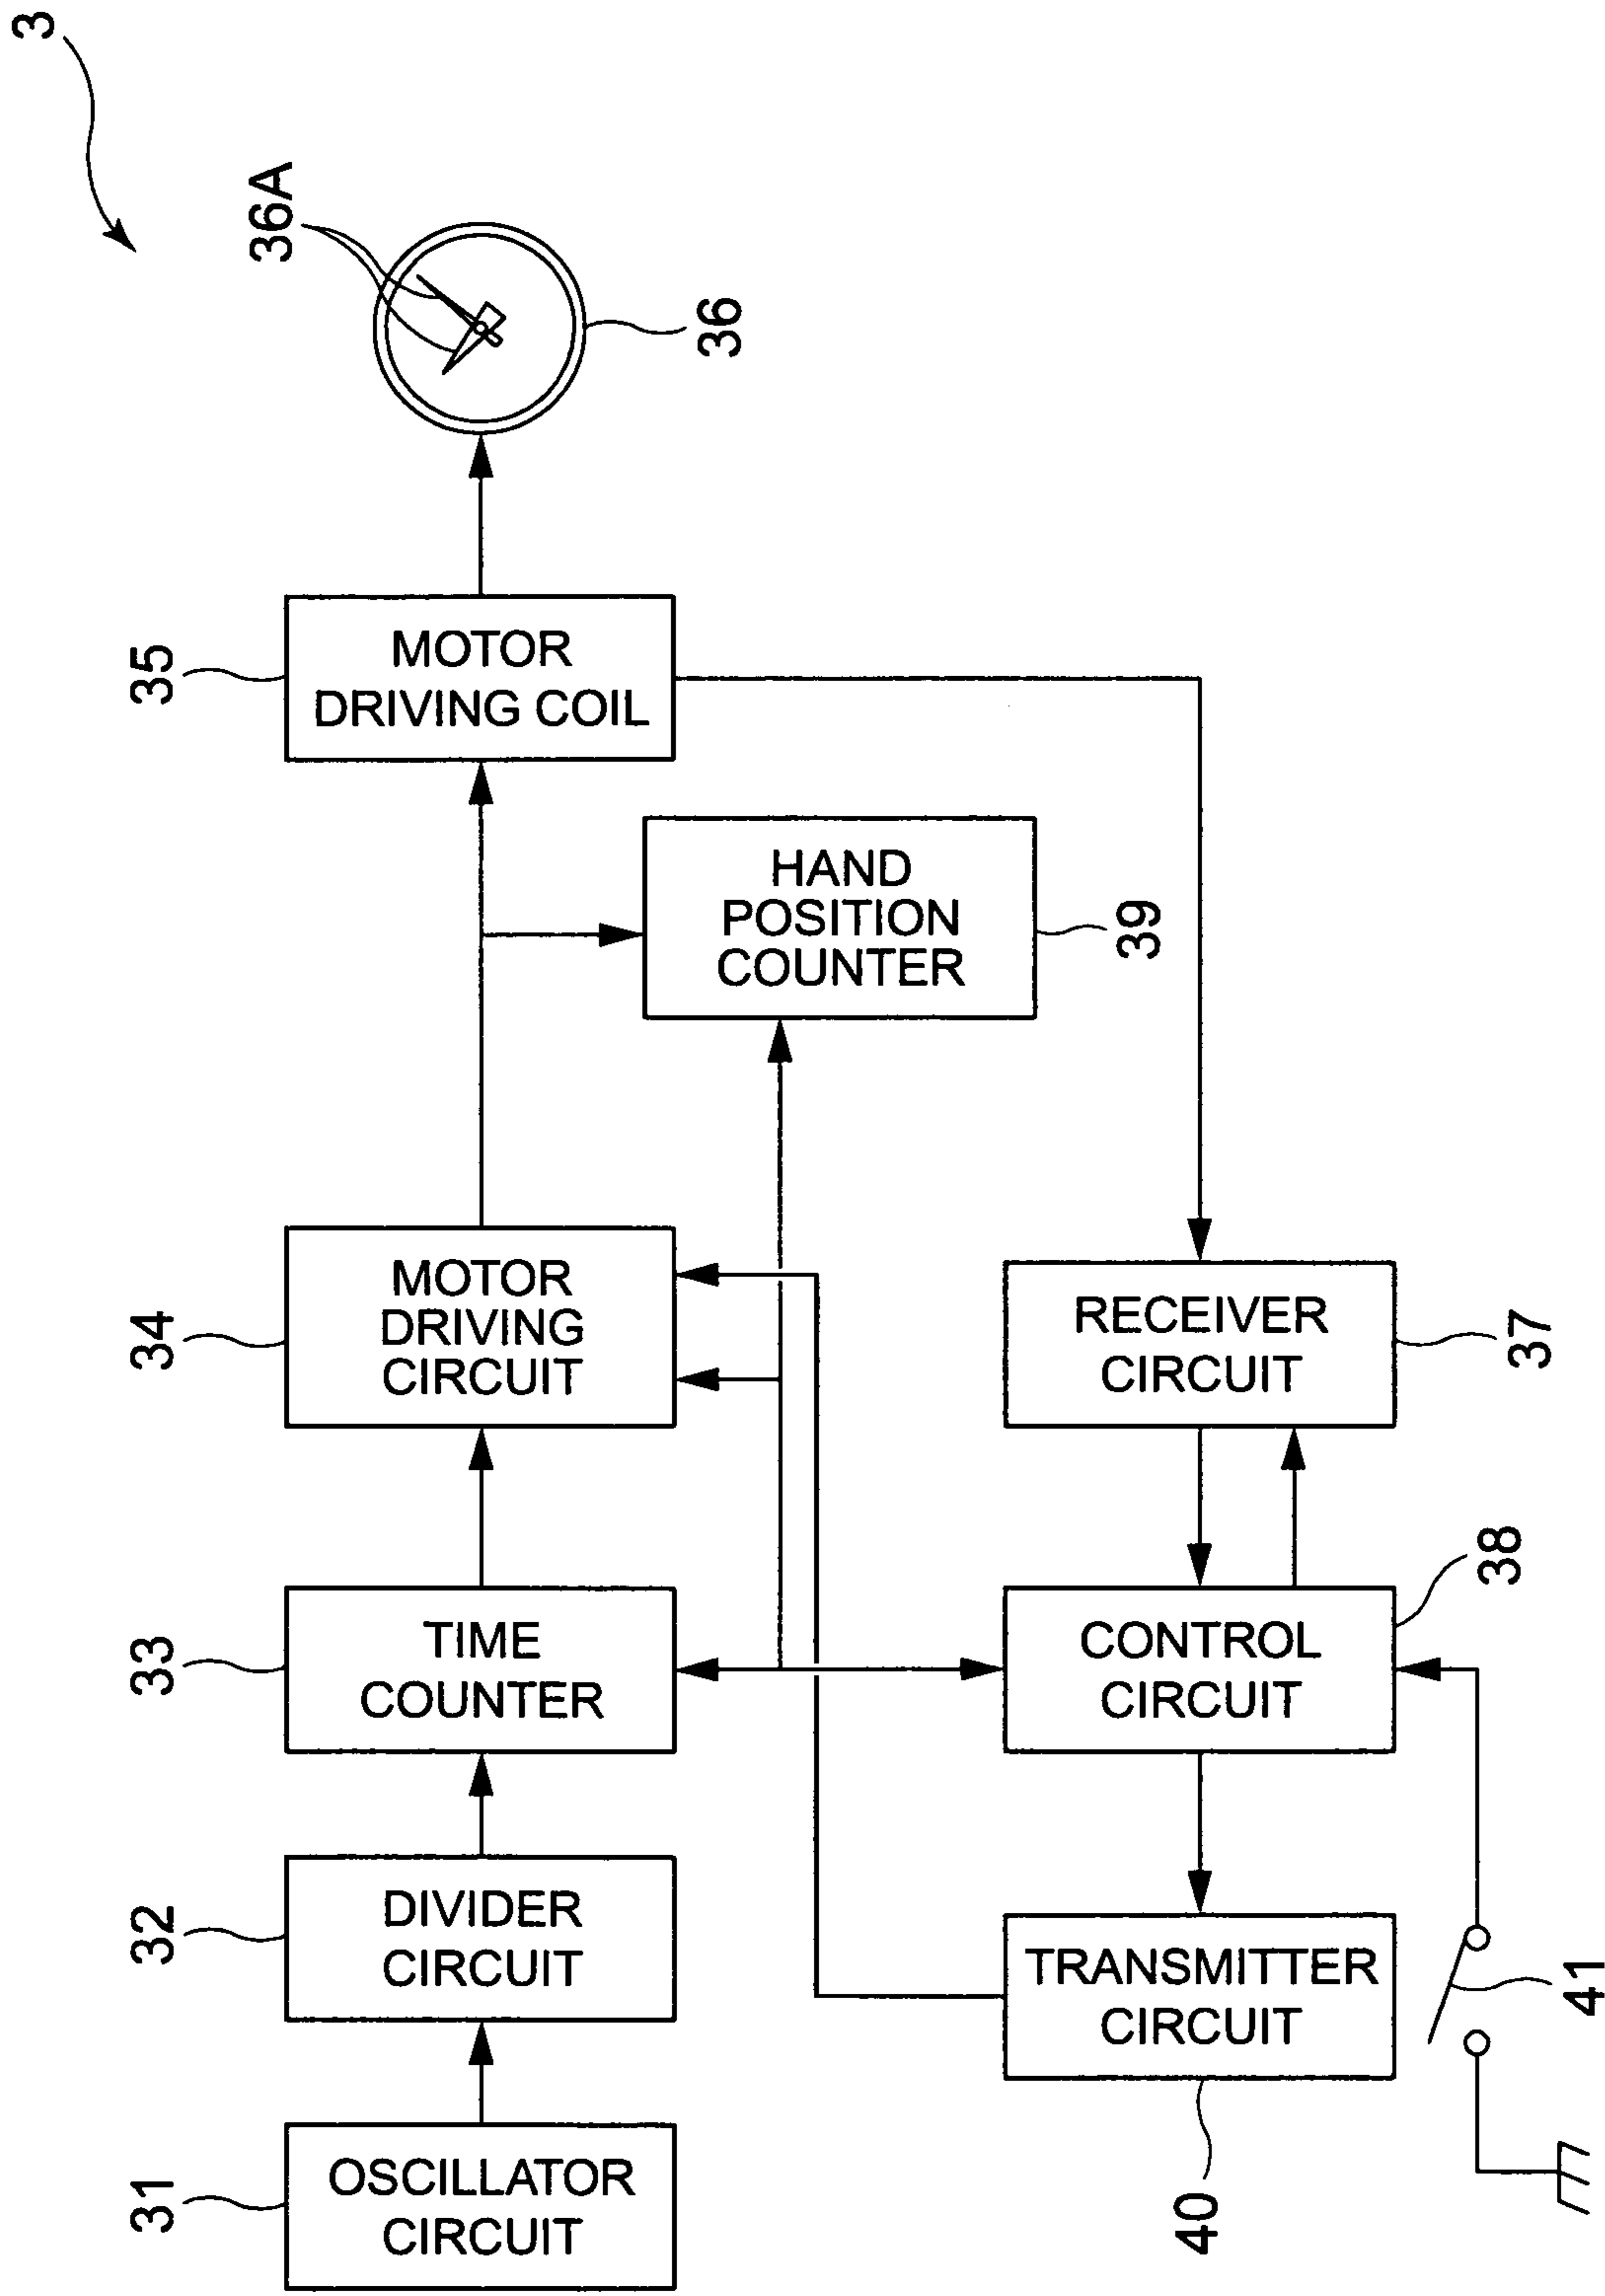 3
36A
36
35
MOTOR
DRIVING COIL
HAND
POSITION
COUNTER
39
34
MOTOR
DRIVING
CIRCUIT
RECEIVER
CIRCUIT
37
33
TIME
COUNTER
CONTROL
CIRCUIT
38
32
DIVIDER
CIRCUIT
TRANSMITTER
CIRCUIT
41
40
31
OSCILLATOR
CIRCUIT